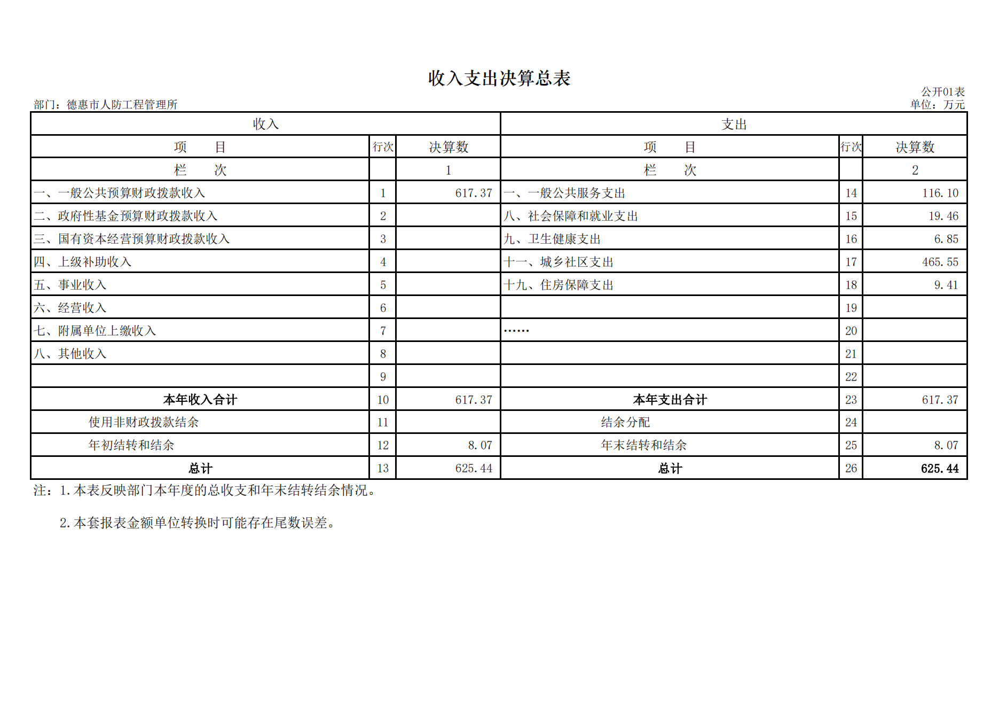 收入支出决算总表
公开01表
部门：德惠市人防工程管理所 单位：万元
收入 支出
项 目 行次 决算数 项 目 行次 决算数
栏 次 1 栏 次 2
一、一般公共预算财政拨款收入 1 617.37 一、一般公共服务支出 14 116.10
二、政府性基金预算财政拨款收入 2 八、社会保障和就业支出 15 19.46
三、国有资本经营预算财政拨款收入 3 九、卫生健康支出 16 6.85
四、上级补助收入 4 十一、城乡社区支出 17 465.55
五、事业收入 5 十九、住房保障支出 18 9.41
六、经营收入 6 19
七、附属单位上缴收入 7 …… 20
八、其他收入 8 21
9 22
本年收入合计 10 617.37 本年支出合计 23 617.37
使用非财政拨款结余 11 结余分配 24
年初结转和结余 12 8.07 年末结转和结余 25 8.07
总计 13 625.44 总计 26 625.44
注：1.本表反映部门本年度的总收支和年末结转结余情况。
2.本套报表金额单位转换时可能存在尾数误差。